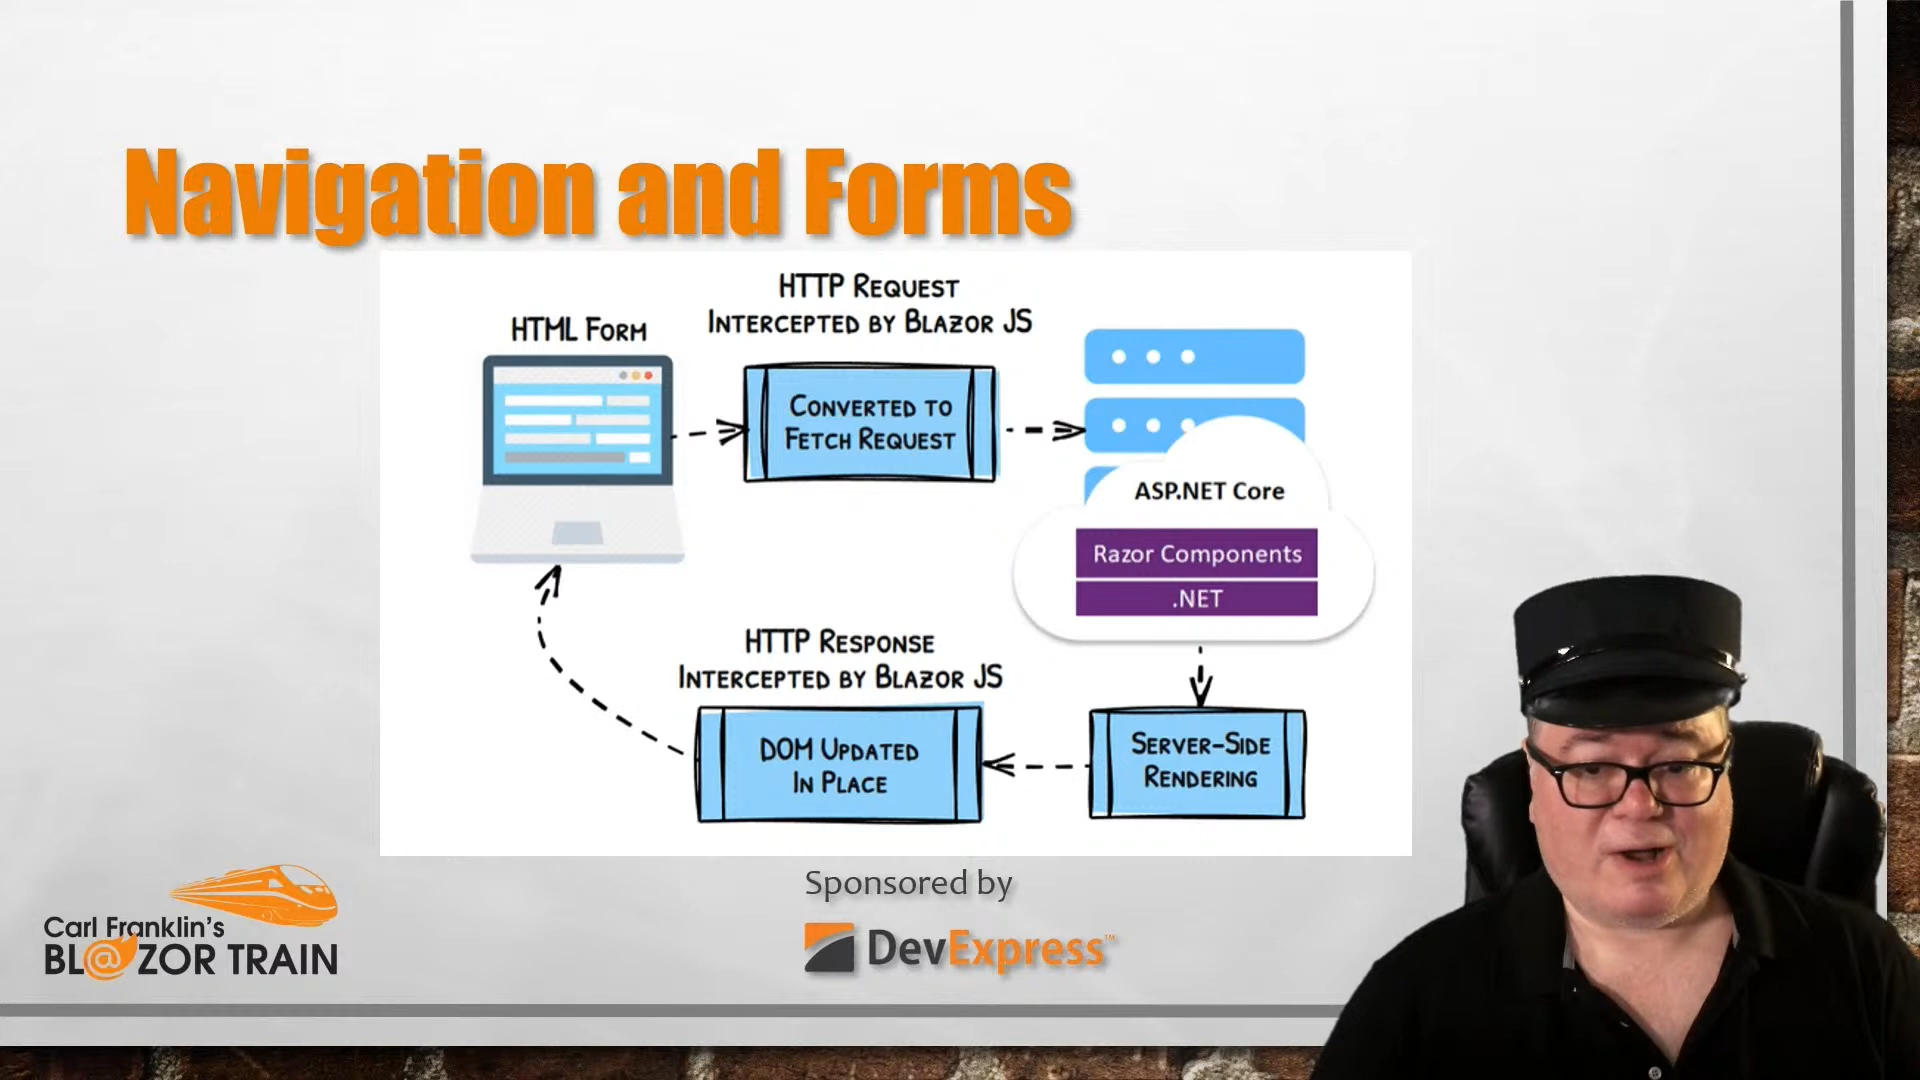 Navigation and Forms
HTTP REQUEST
INTERCEPTED BY BLAZOR JS
HTML FORM
CONVERTED TO
FETCH REQUEST
ASP.NET Core
Razor Components
.NET
HTTP RESPONSE
INTERCEPTED BY BLAZOR JS
DOM UPDATED
IN PLACE
SERVER-SIDE
RENDERING
Sponsored by
DevExpress™
Carl Franklin's
BL@ZOR TRAIN